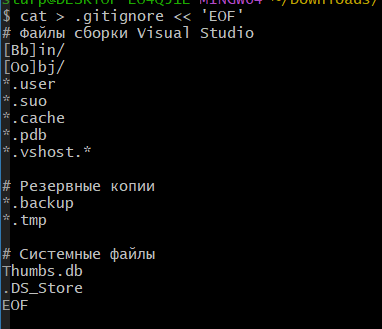 $ cat > .gitignore << 'EOF'
# Файлы сборки Visual Studio
[Bb]in/
[Oo]bj/
*.user
*.suo
*.cache
*.pdb
*.vshost.*

# Резервные копии
*.backup
*.tmp

# Системные файлы
Thumbs.db
.DS_Store
EOF